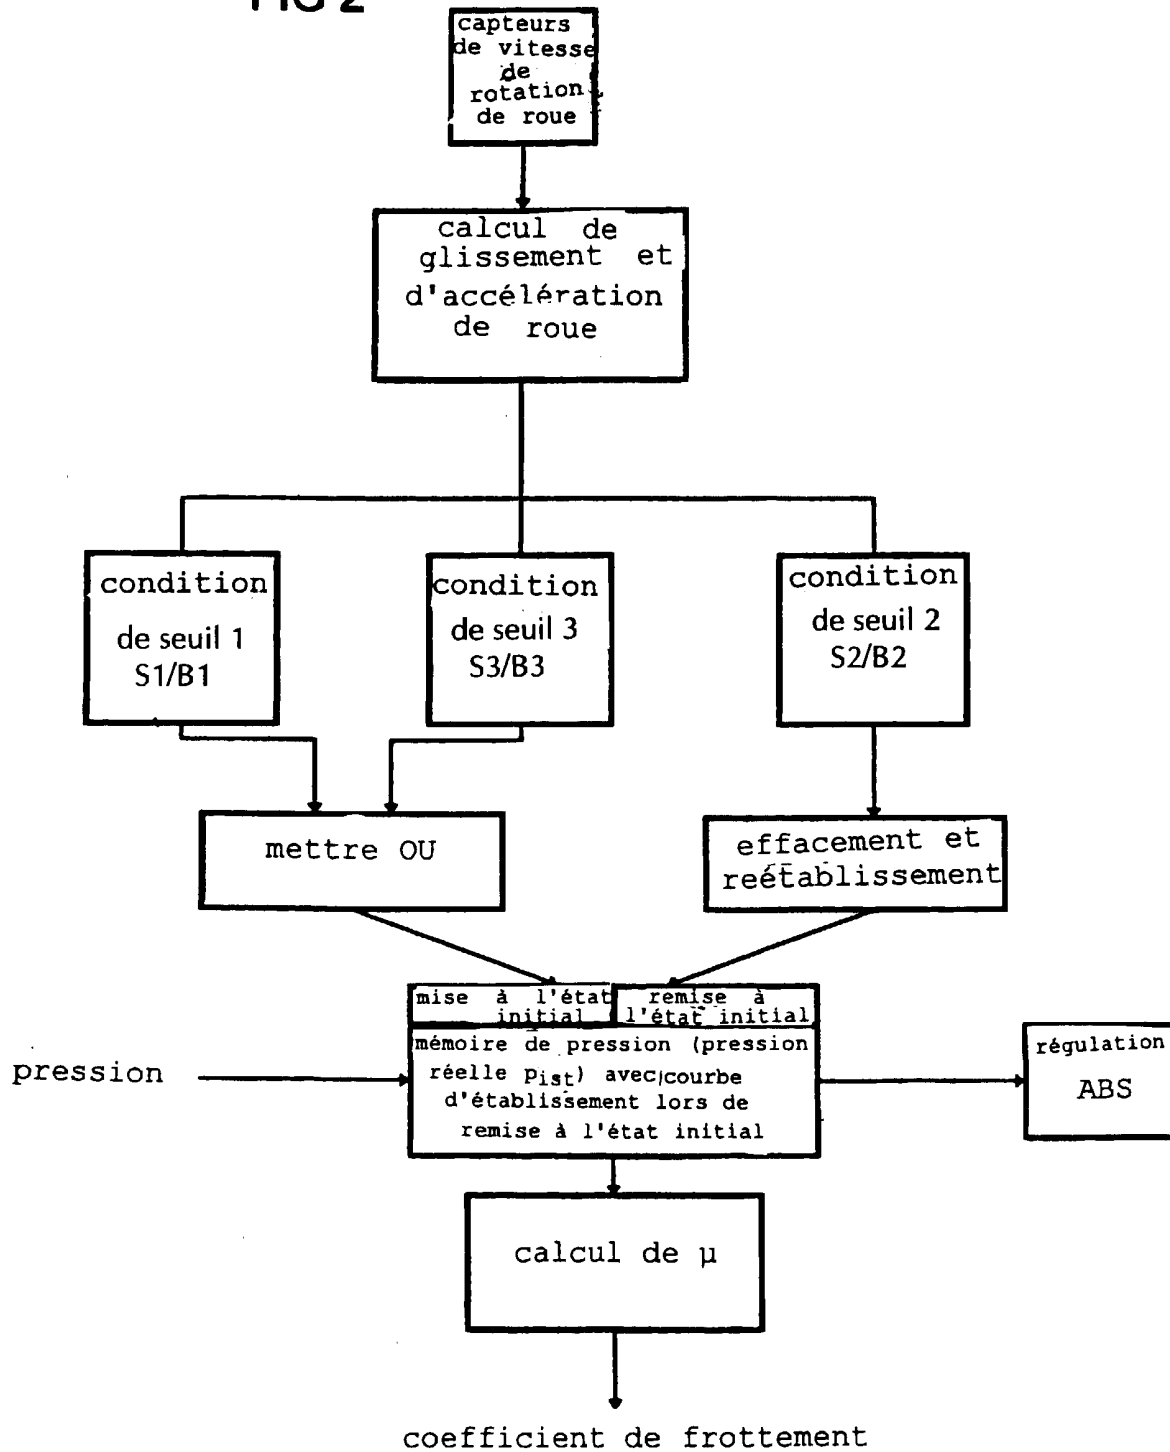 FIG 2
capteurs
de vitesse
de
rotation
de roue
calcul de
glissement et
d'accélération
de roue
condition
de seuil 1
S1/B1
condition
de seuil 3
S3/B3
condition
de seuil 2
S2/B2
mettre OU
effacement et
reétablissement
mise à l'état
initial
remise à
l'état initial
pression
mémoire de pression (pression
réelle pist) avec courbe
d'établissement lors de
remise à l'état initial
régulation
ABS
calcul de µ
coefficient de frottement